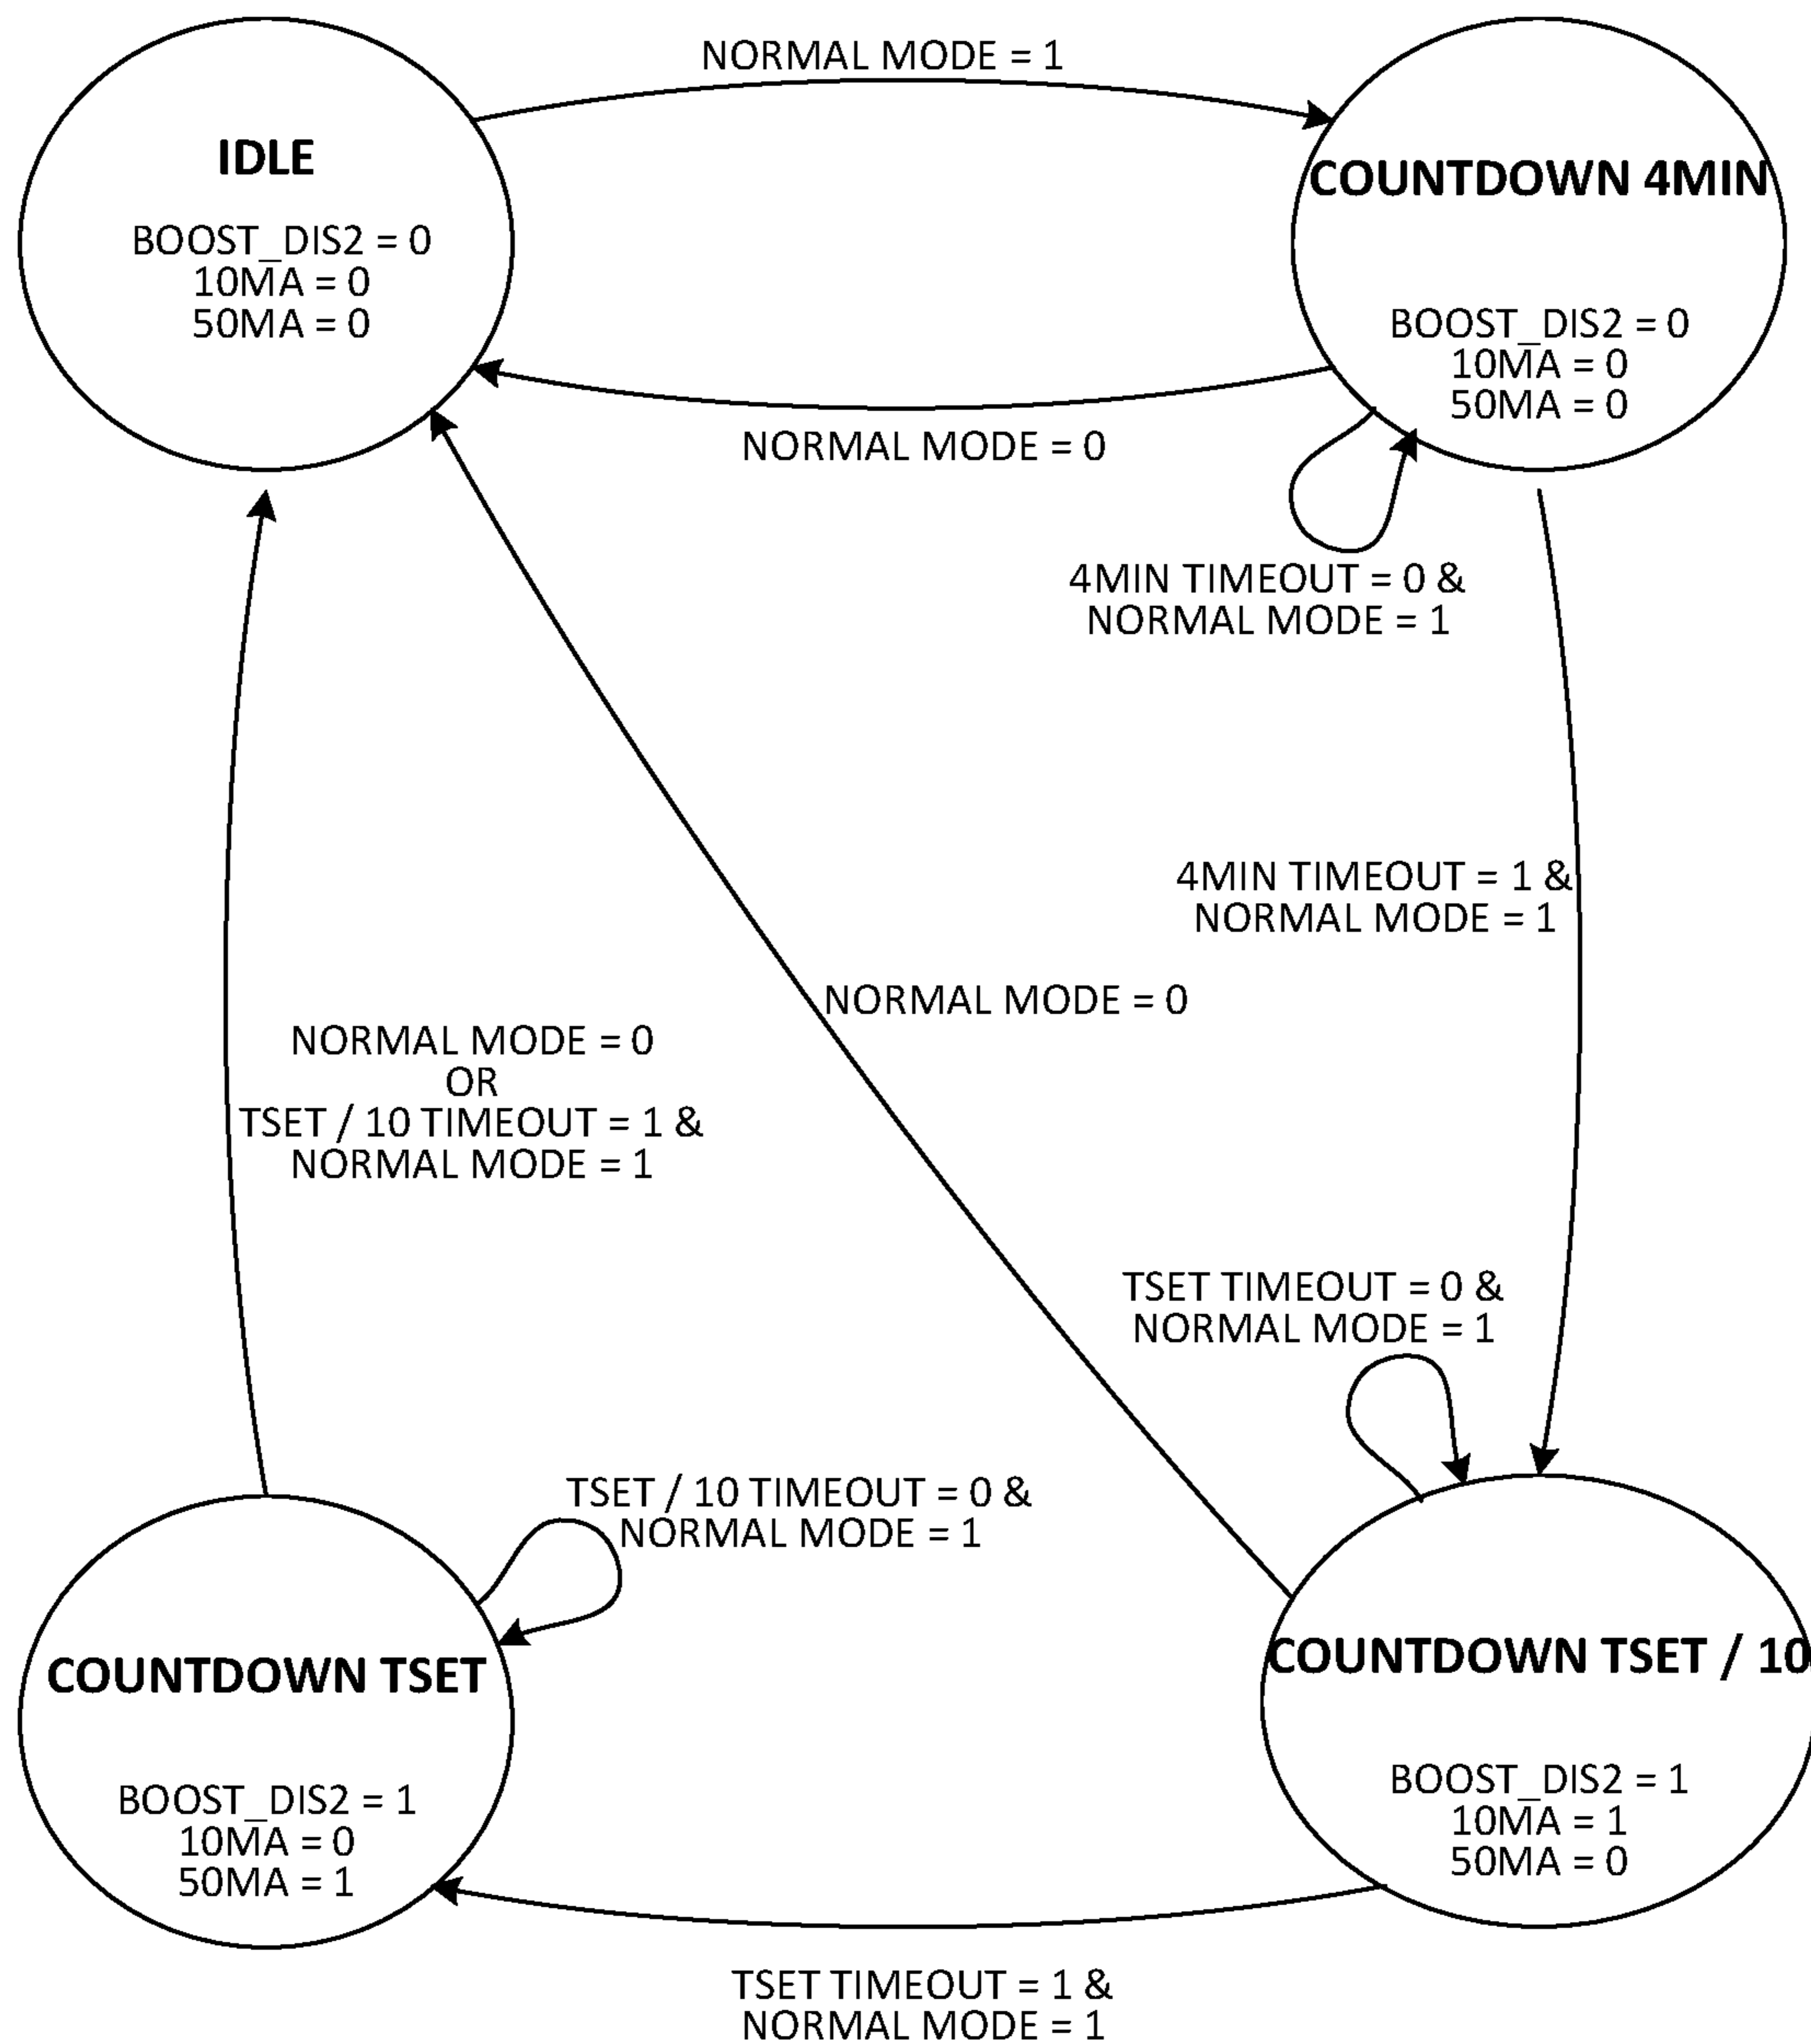 NORMAL MODE = 1
IDLE
BOOST_DIS2 = 0
10MA = 0
50MA = 0
COUNTDOWN 4MIN
BOOST_DIS2 = 0
10MA = 0
50MA = 0
NORMAL MODE = 0
4MIN TIMEOUT = 0 &
NORMAL MODE = 1
4MIN TIMEOUT = 1 &
NORMAL MODE = 1
NORMAL MODE = 0
NORMAL MODE = 0
OR
TSET / 10 TIMEOUT = 1 &
NORMAL MODE = 1
TSET TIMEOUT = 0 &
NORMAL MODE = 1
TSET / 10 TIMEOUT = 0 &
NORMAL MODE = 1
COUNTDOWN TSET
BOOST_DIS2 = 1
10MA = 0
50MA = 1
COUNTDOWN TSET / 10
BOOST_DIS2 = 1
10MA = 1
50MA = 0
TSET TIMEOUT = 1 &
NORMAL MODE = 1